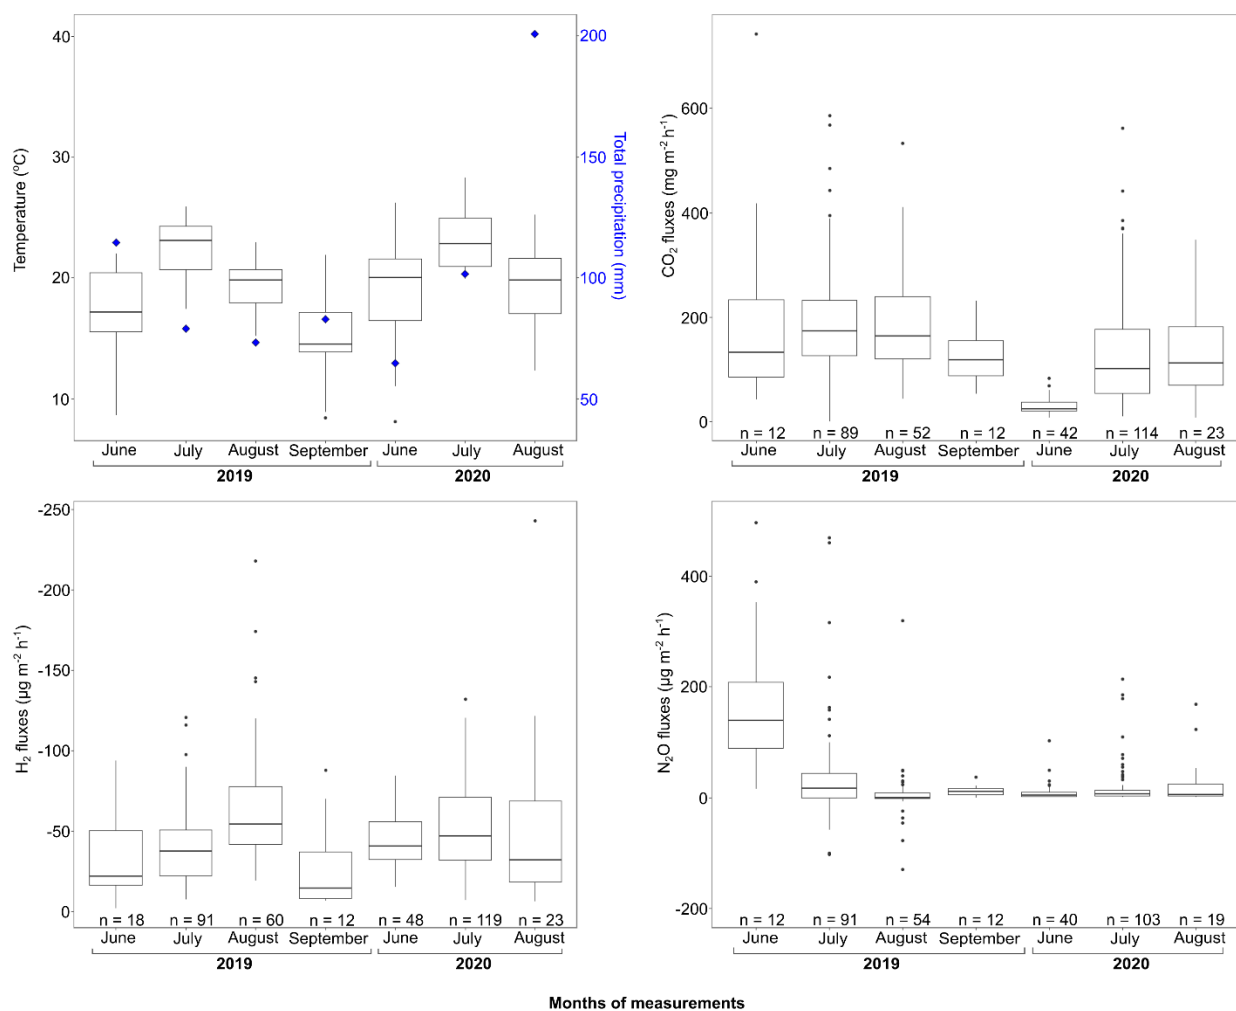 Temperature (°C)
40
30
20
10
200
150
100
50
Total precipitation (mm)
June July August September June July August
2019 2020
CO₂ fluxes (mg m⁻² h⁻¹)
600
400
200
0
n = 12 n = 89 n = 52 n = 12 n = 42 n = 114 n = 23
June July August September June July August
2019 2020
H₂ fluxes (µg m⁻² h⁻¹)
-250
-200
-150
-100
-50
0
n = 18 n = 91 n = 60 n = 12 n = 48 n = 119 n = 23
June July August September June July August
2019 2020
N₂O fluxes (µg m⁻² h⁻¹)
400
200
0
-200
n = 12 n = 91 n = 54 n = 12 n = 40 n = 103 n = 19
June July August September June July August
2019 2020
Months of measurements